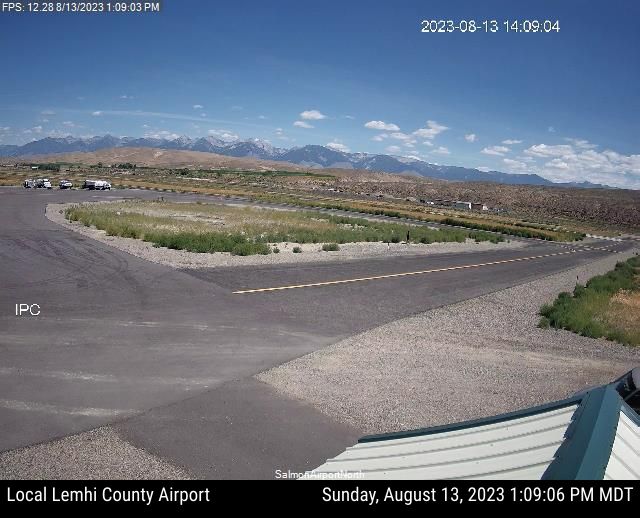 FPS: 12.28 8/13/2023 1:09:03 PM
2023-08-13 14:09:04
IPC
SalmonAirportNorth
Local Lemhi County Airport
Sunday, August 13, 2023 1:09:06 PM MDT